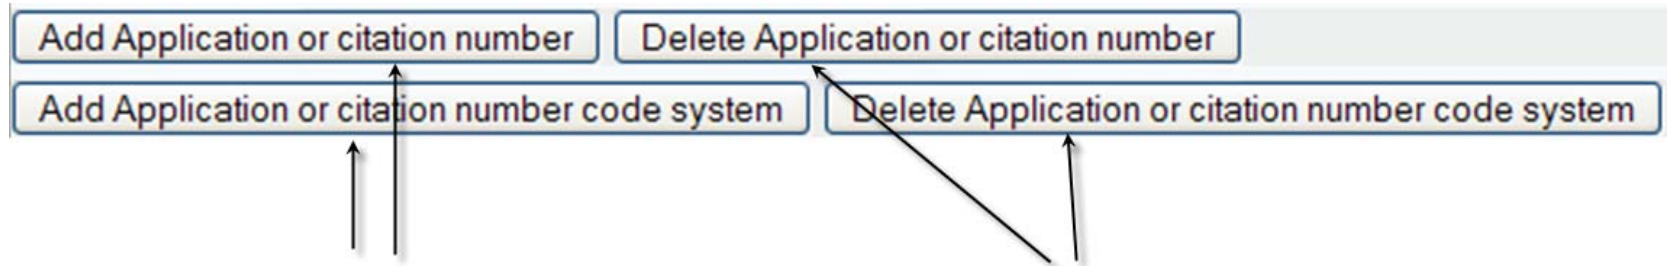 Add Application or citation number Delete Application or citation number
Add Application or citation number code system Delete Application or citation number code system